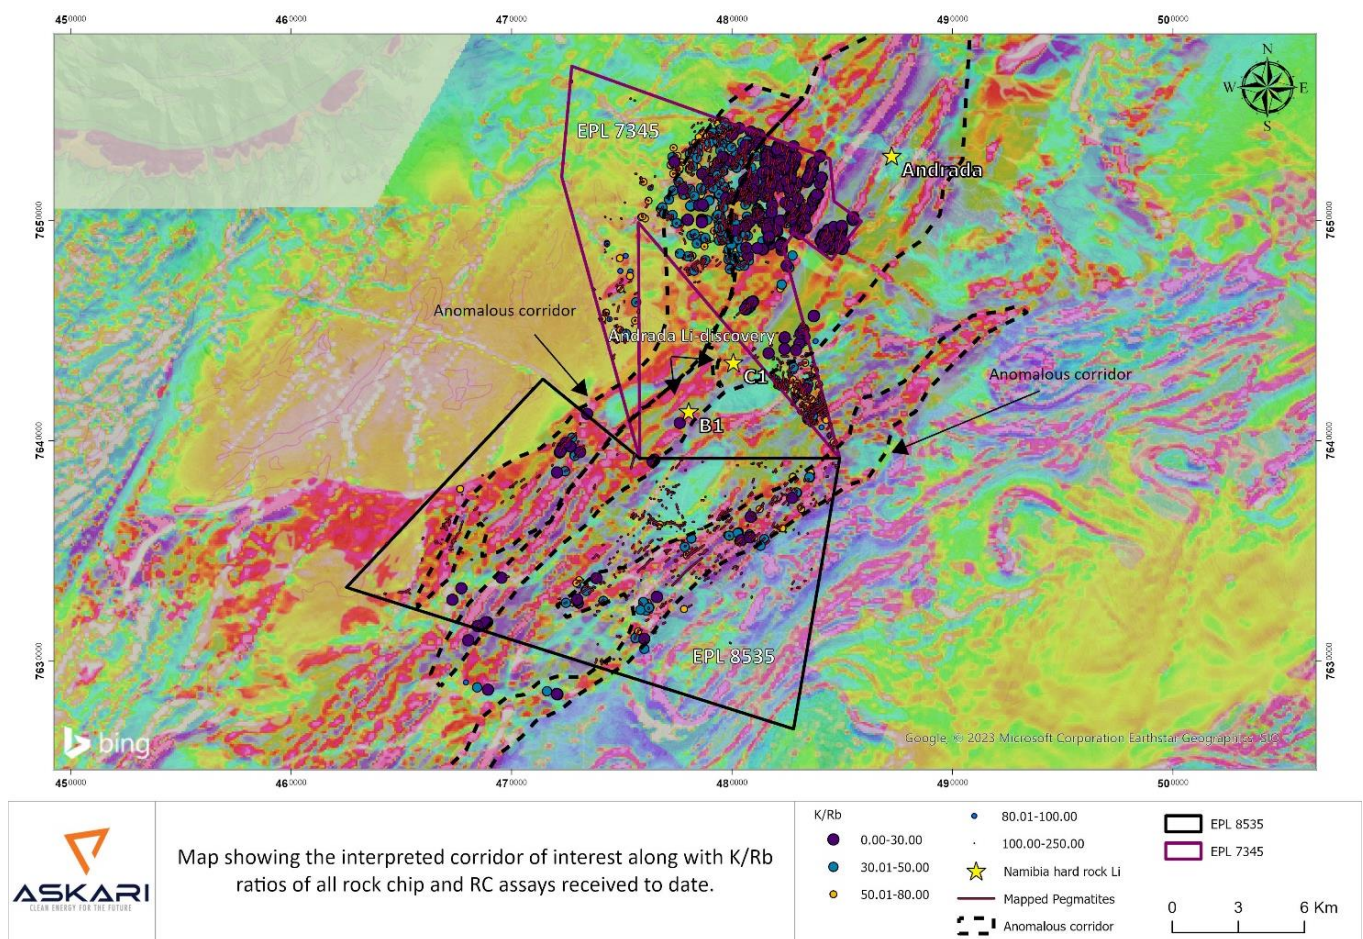 450000 460000 470000 480000 490000 500000
N
W E
S
EPL 7345
Andrada
7650000 7650000
Anomalous corridor
Andrada Li-discovery
C1
Anomalous corridor
B1
7640000 7640000
EPL 8535
7630000 7630000
bing
Google, © 2023 Microsoft Corporation Earthstar Geographics SIO
450000 460000 470000 480000 490000 500000
ASKARI
CLEAN ENERGY FOR THE FUTURE
Map showing the interpreted corridor of interest along with K/Rb
ratios of all rock chip and RC assays received to date.
K/Rb
0.00-30.00
30.01-50.00
50.01-80.00
80.01-100.00
100.00-250.00
Namibia hard rock Li
Mapped Pegmatites
Anomalous corridor
EPL 8535
EPL 7345
0 3 6 Km